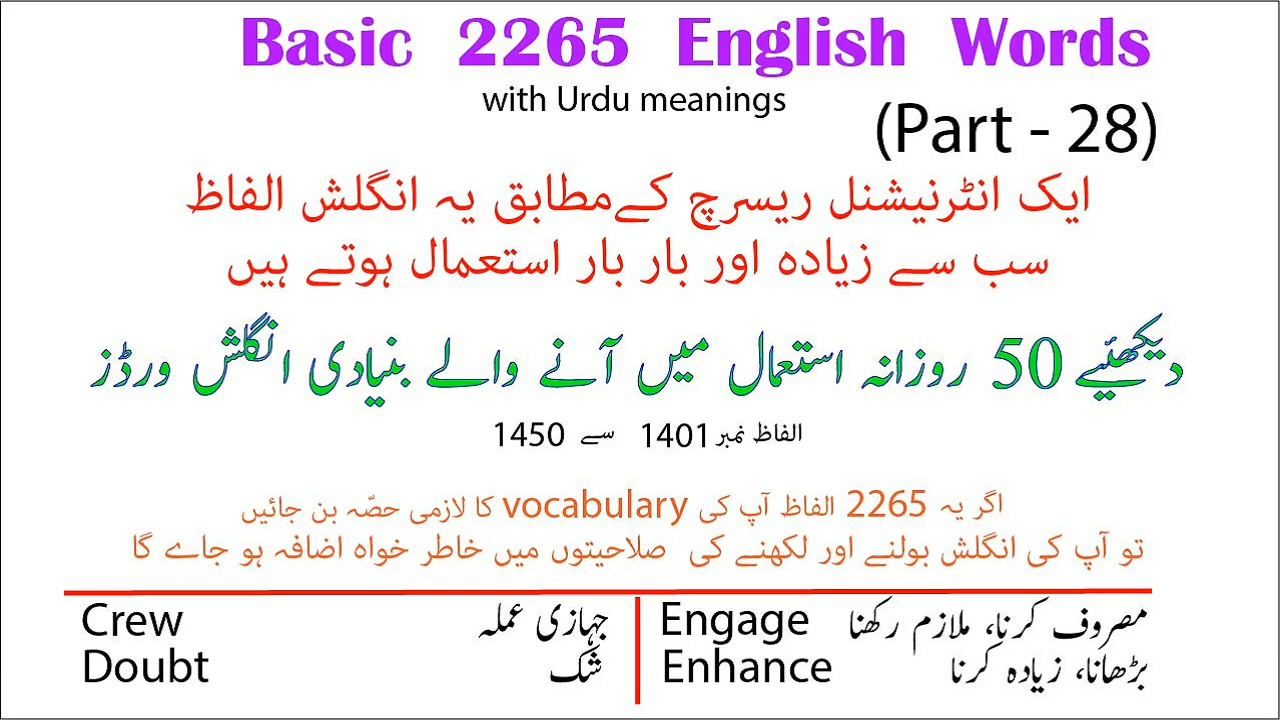 Basic 2265 English Words
with Urdu meanings
(Part - 28)
ایک انٹرنیشنل ریسرچ کےمطابق یہ انگلش الفاظ
سب سے زیادہ اور بار بار استعمال ہوتے ہیں
دیکھئیے 50 روزانہ استعمال میں آنے والے بنیادی انگلش ورڈز
الفاظ نمبر 1401 سے 1450
اگر یہ 2265 الفاظ آپ کی vocabulary کا لازمی حصّہ بن جائیں
تو آپ کی انگلش بولنے اور لکھنے کی صلاحیتوں میں خاطر خواہ اضافہ ہو جاے گا
Crew جہازی عملہ
Doubt شک
Engage مصروف کرنا، ملازم رکھنا
Enhance بڑھانا، زیادہ کرنا